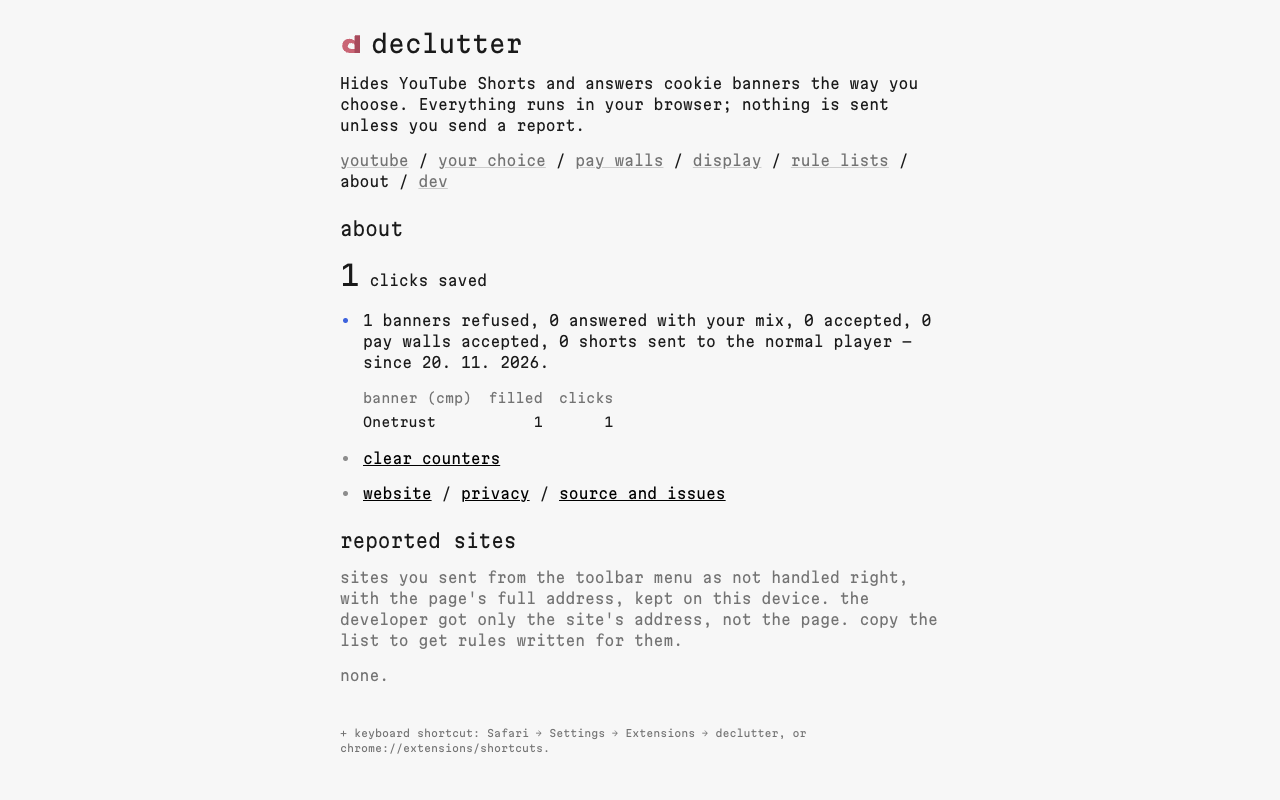 d declutter
Hides YouTube Shorts and answers cookie banners the way you
choose. Everything runs in your browser; nothing is sent
unless you send a report.
youtube / your choice / pay walls / display / rule lists /
about / dev
about
1 clicks saved
• 1 banners refused, 0 answered with your mix, 0 accepted, 0
pay walls accepted, 0 shorts sent to the normal player —
since 20. 11. 2026.
banner (cmp) filled clicks
Onetrust 1 1
• clear counters
• website / privacy / source and issues
reported sites
sites you sent from the toolbar menu as not handled right,
with the page's full address, kept on this device. the
developer got only the site's address, not the page. copy the
list to get rules written for them.
none.
+ keyboard shortcut: Safari → Settings → Extensions → declutter, or
chrome://extensions/shortcuts.